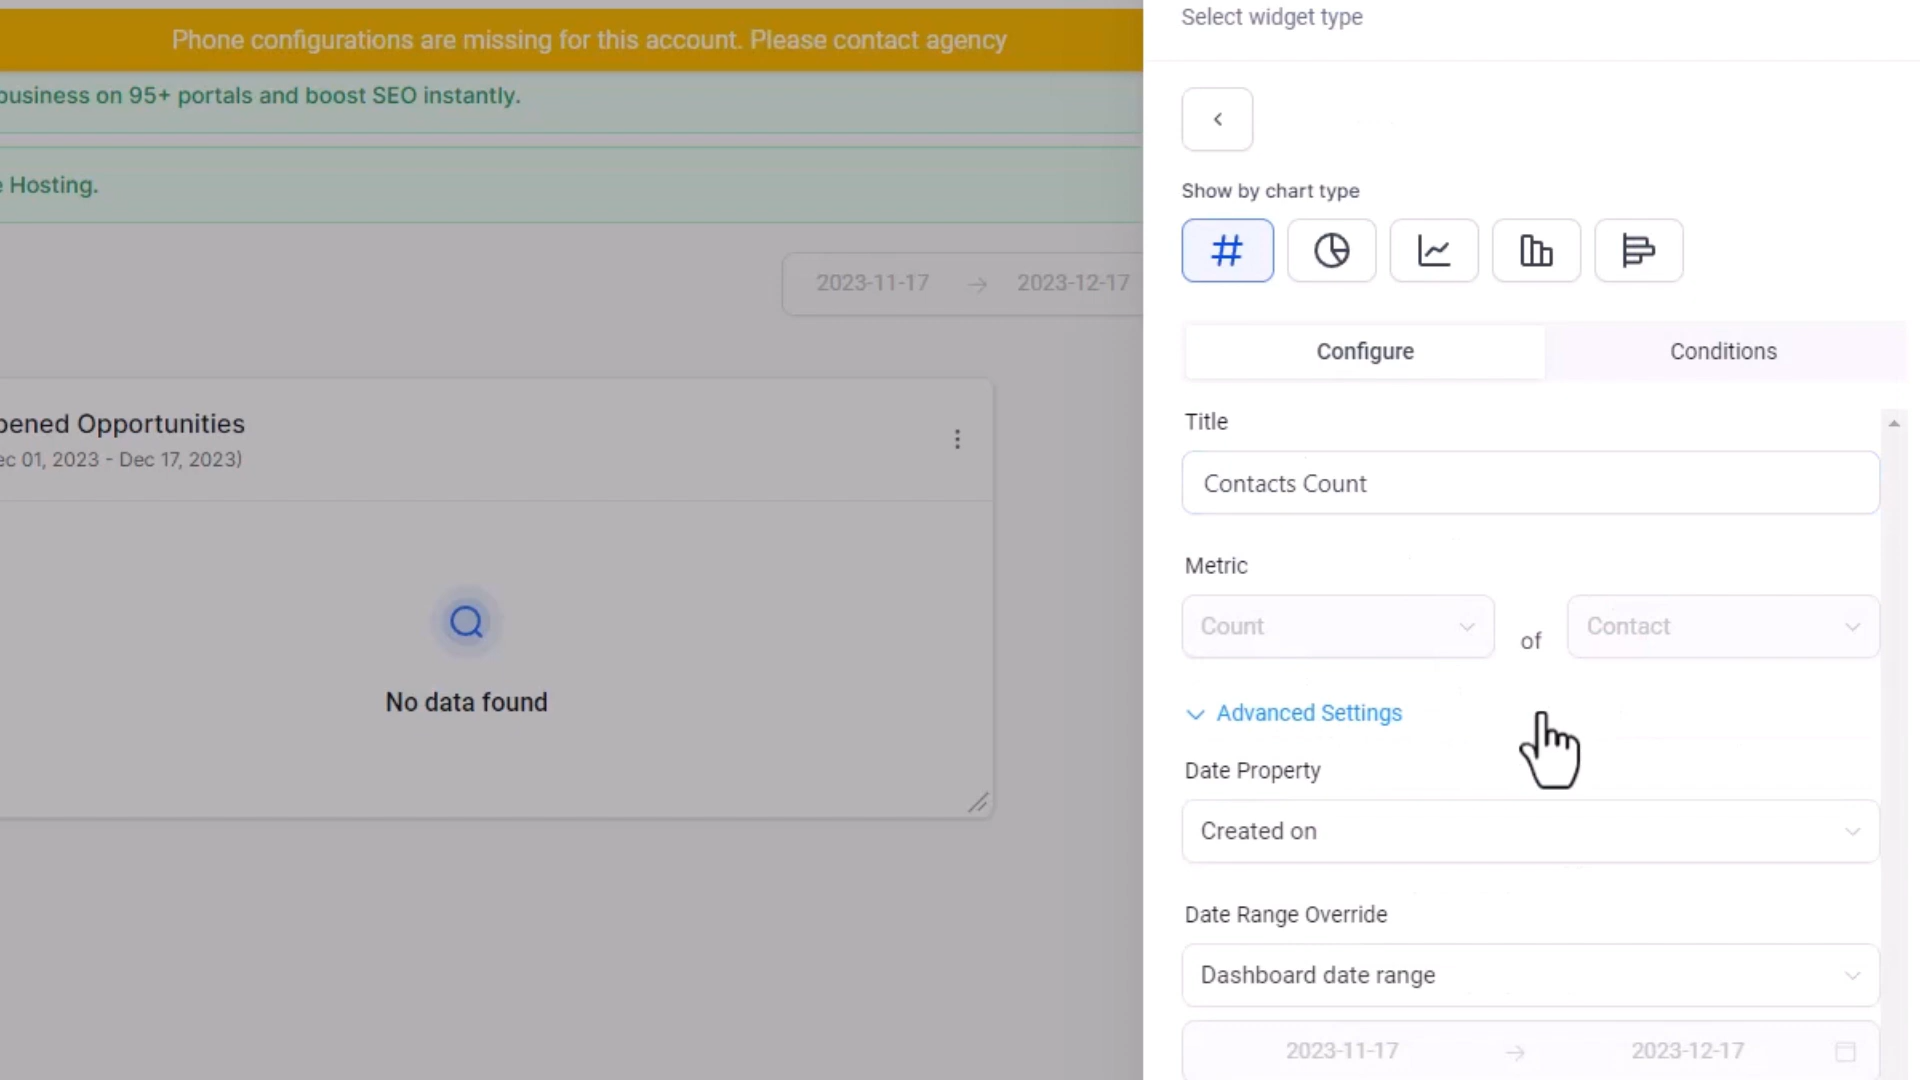 Select widget type
Phone configurations are missing for this account. Please contact agency
business on 95+ portals and boost SEO instantly.
Hosting.
Show by chart type
2023-11-17 → 2023-12-17
Configure
Conditions
Title
Contacts Count
Opportunities
01, 2023 - Dec 17, 2023)
Metric
Count of Contact
No data found
Advanced Settings
Date Property
Created on
Date Range Override
Dashboard date range
2023-11-17 → 2023-12-17